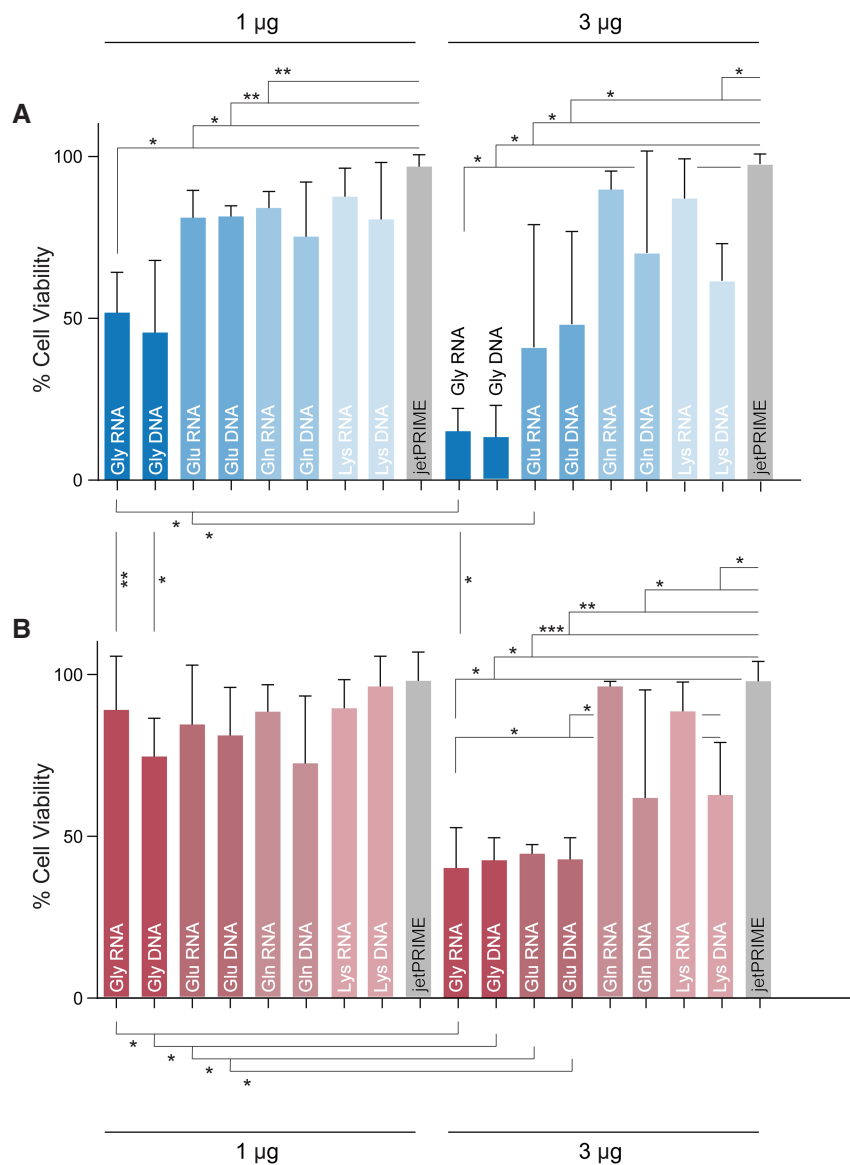 1 µg 3 µg
** *
** *
* *
A * *
*
100
% Cell Viability
50
0
Gly RNA Gly DNA Glu RNA Glu DNA Gln RNA Gln DNA Lys RNA Lys DNA jetPRIME Gly RNA Gly DNA Glu RNA Glu DNA Gln RNA Gln DNA Lys RNA Lys DNA jetPRIME
*
*
** * *
*
*
**
B ***
*
*
*
*
100
% Cell Viability
50
0
Gly RNA Gly DNA Glu RNA Glu DNA Gln RNA Gln DNA Lys RNA Lys DNA jetPRIME Gly RNA Gly DNA Glu RNA Glu DNA Gln RNA Gln DNA Lys RNA Lys DNA jetPRIME
*
*
*
*
1 µg 3 µg